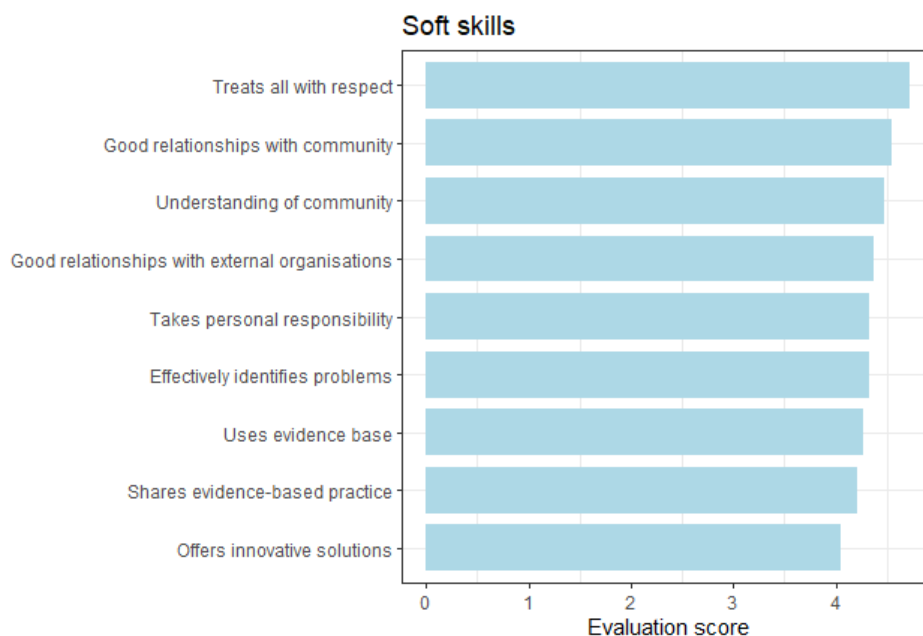 Soft skills
Treats all with respect
Good relationships with community
Understanding of community
Good relationships with external organisations
Takes personal responsibility
Effectively identifies problems
Uses evidence base
Shares evidence-based practice
Offers innovative solutions
0 1 2 3 4
Evaluation score